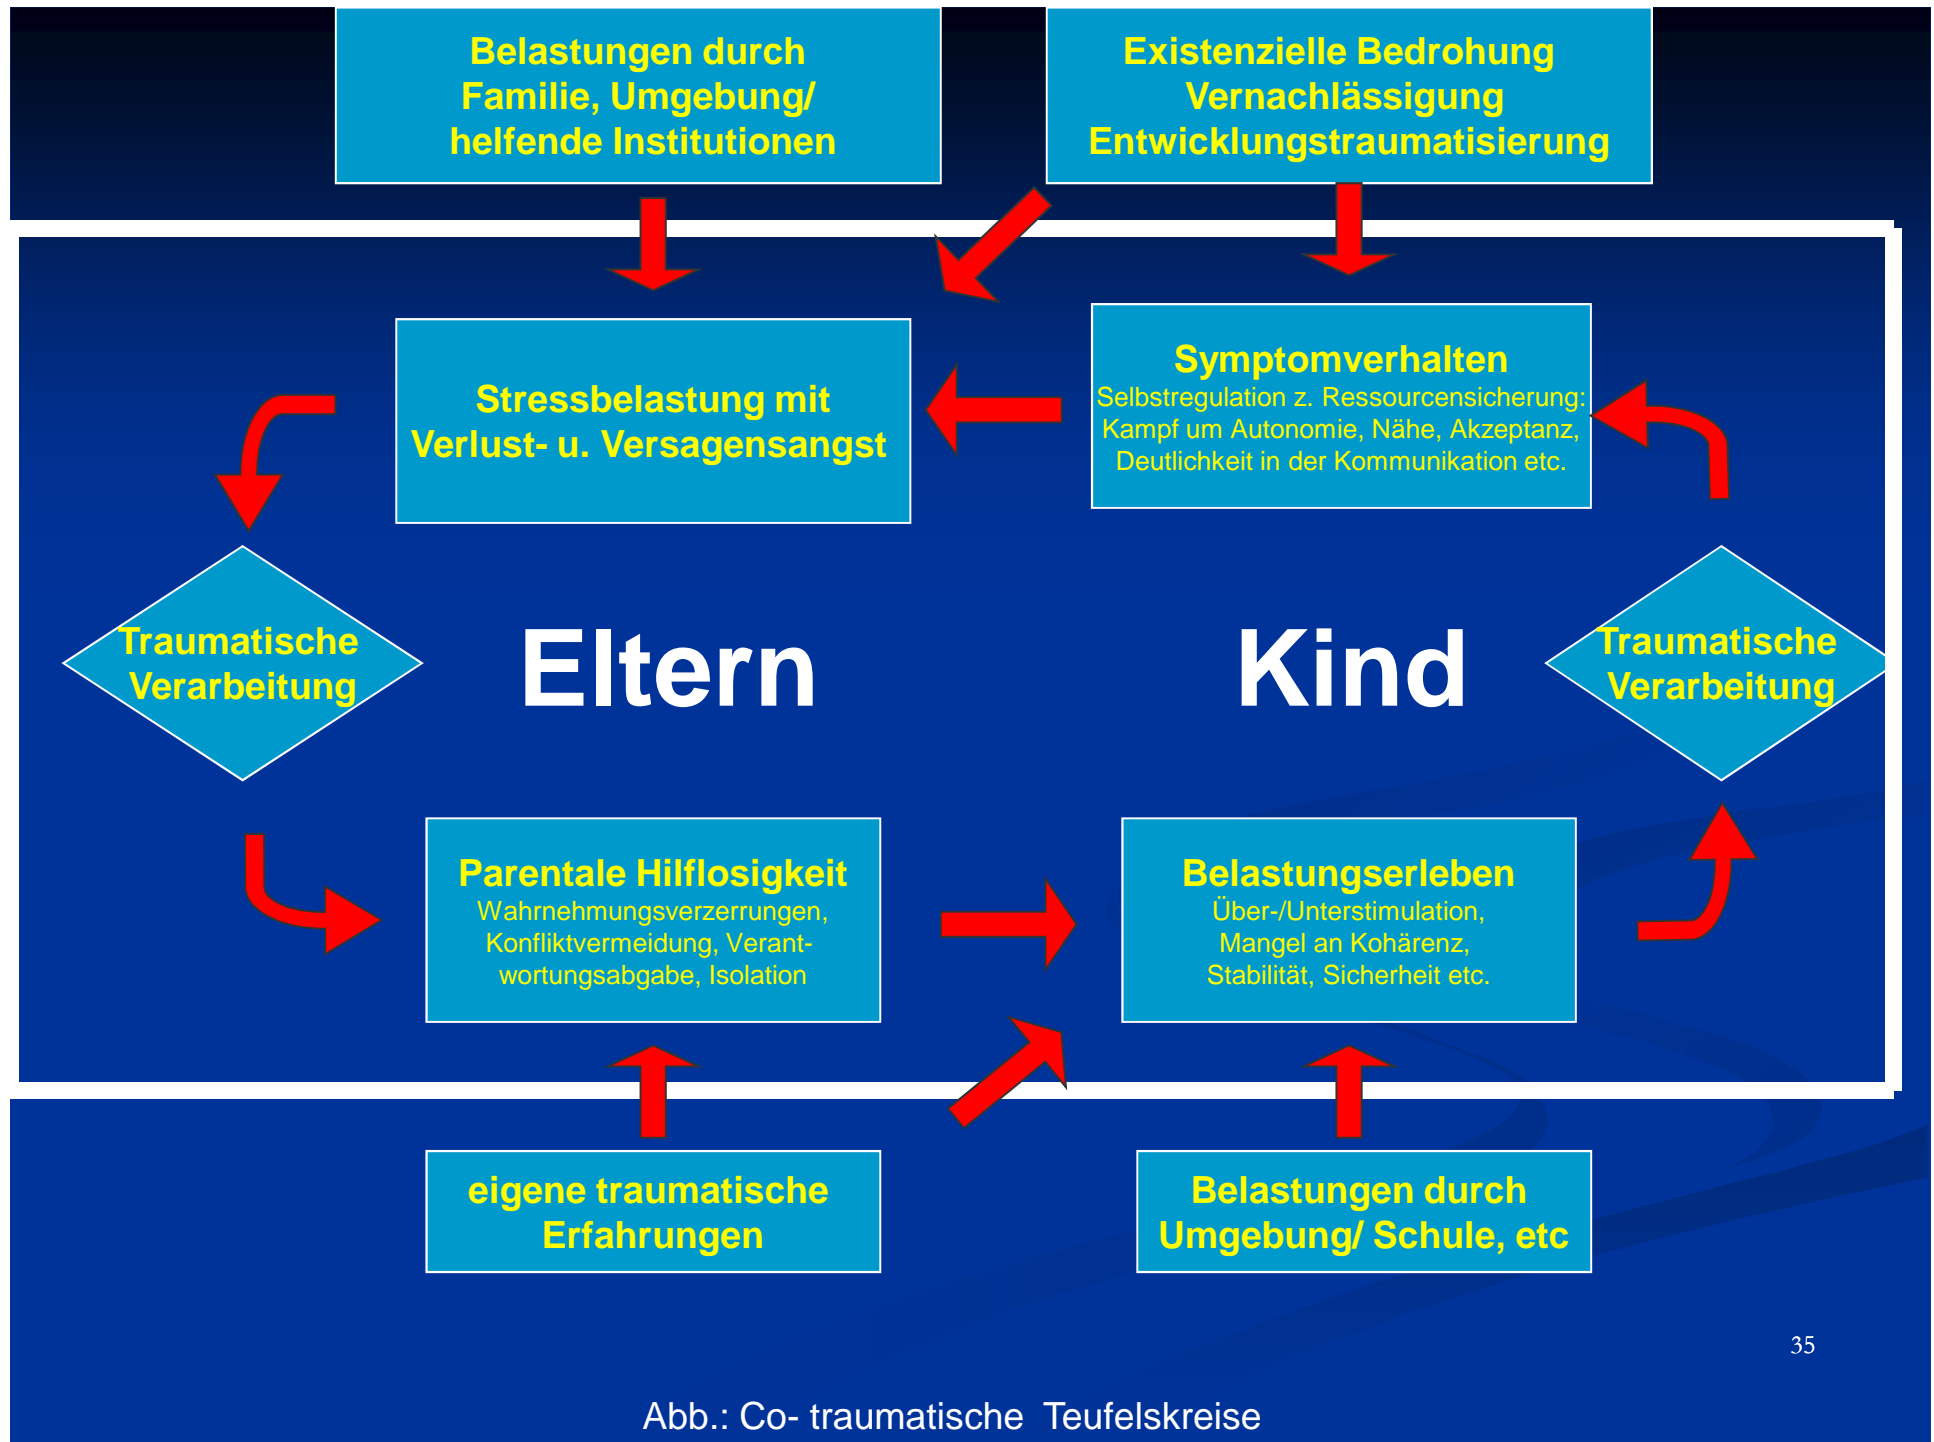 Belastungen durch
Familie, Umgebung/
helfende Institutionen
Existenzielle Bedrohung
Vernachlässigung
Entwicklungstraumatisierung
Stressbelastung mit
Verlust- u. Versagensangst
Symptomverhalten
Selbstregulation z. Ressourcensicherung:
Kampf um Autonomie, Nähe, Akzeptanz,
Deutlichkeit in der Kommunikation etc.
Traumatische
Verarbeitung
Eltern
Kind
Traumatische
Verarbeitung
Parentale Hilflosigkeit
Wahrnehmungsverzerrungen,
Konfliktvermeidung, Verant-
wortungsabgabe, Isolation
Belastungserleben
Über-/Unterstimulation,
Mangel an Kohärenz,
Stabilität, Sicherheit etc.
eigene traumatische
Erfahrungen
Belastungen durch
Umgebung/ Schule, etc
35
Abb.: Co- traumatische Teufelskreise